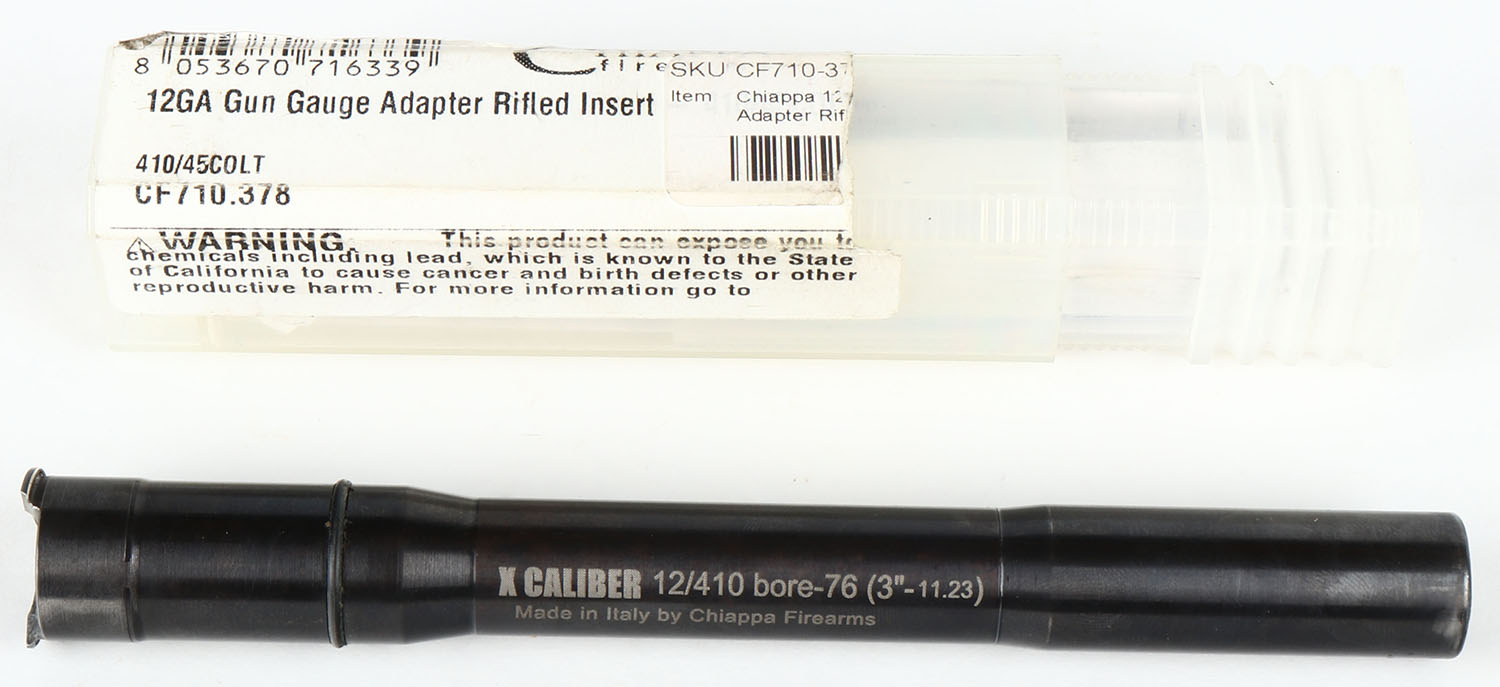 8 053670 716339
fire
12GA Gun Gauge Adapter Rifled Insert
410/45COLT
CF710.378
SKU CF710-37
Item Chiappa 12
Adapter Rif
WARNING. This product can expose you to
chemicals including lead, which is known to the State
of California to cause cancer and birth defects or other
reproductive harm. For more information go to
X CALIBER 12/410 bore-76 (3"-11.23)
Made in Italy by Chiappa Firearms